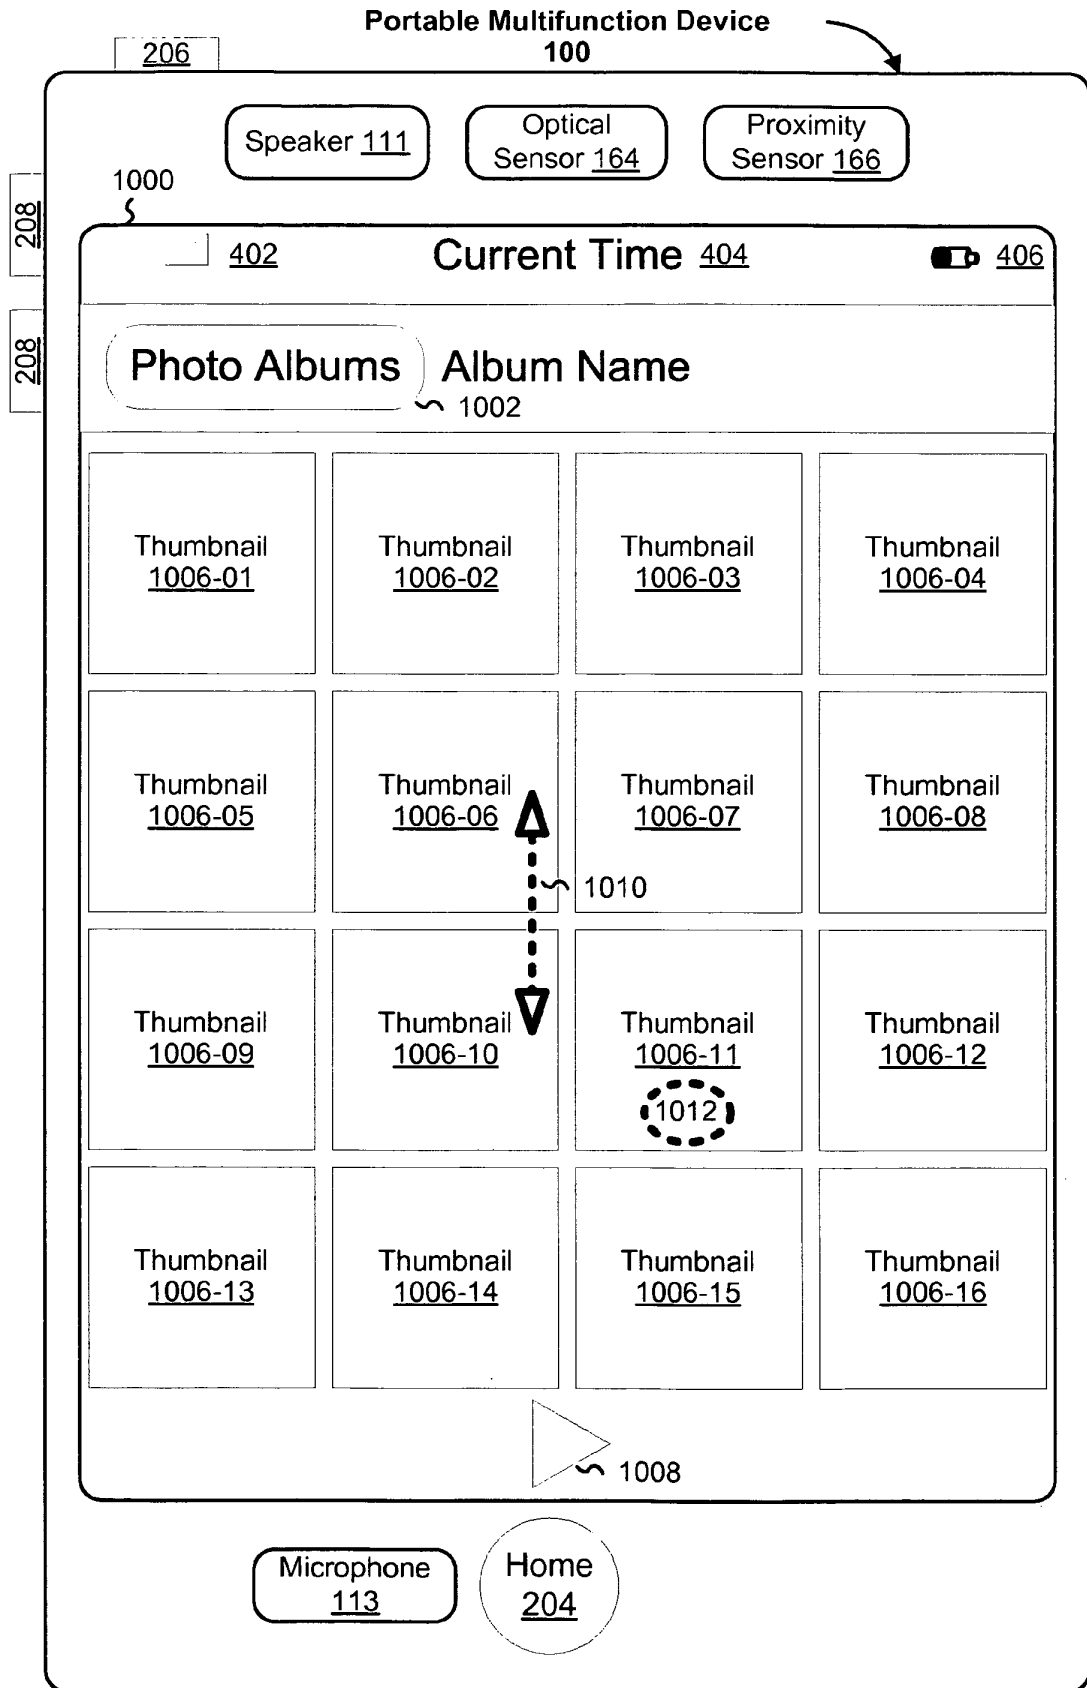 Portable Multifunction Device
100
206
Speaker 111
Optical
Sensor 164
Proximity
Sensor 166
1000
208
402
Current Time 404
406
208
Photo Albums
Album Name
1002
Thumbnail
1006-01
Thumbnail
1006-02
Thumbnail
1006-03
Thumbnail
1006-04
Thumbnail
1006-05
Thumbnail
1006-06
Thumbnail
1006-07
Thumbnail
1006-08
1010
Thumbnail
1006-09
Thumbnail
1006-10
Thumbnail
1006-11
Thumbnail
1006-12
1012
Thumbnail
1006-13
Thumbnail
1006-14
Thumbnail
1006-15
Thumbnail
1006-16
1008
Microphone
113
Home
204